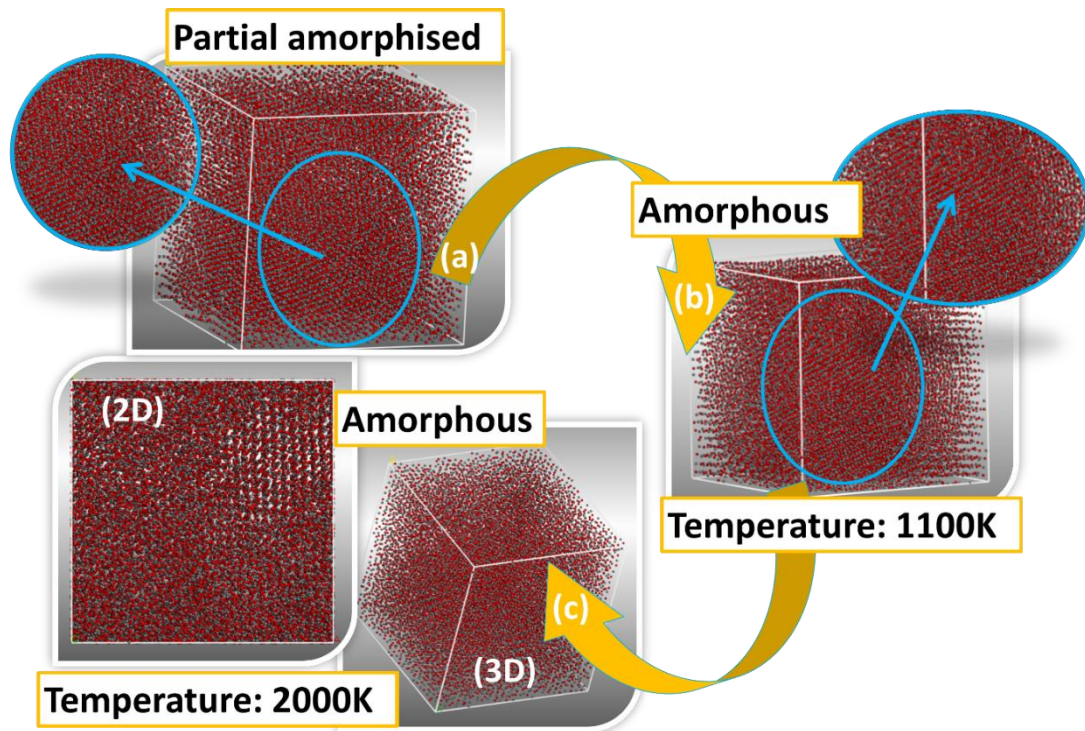 Partial amorphised
(a)
Amorphous
(b)
Temperature: 1100K
(2D)
Amorphous
(c)
(3D)
Temperature: 2000K